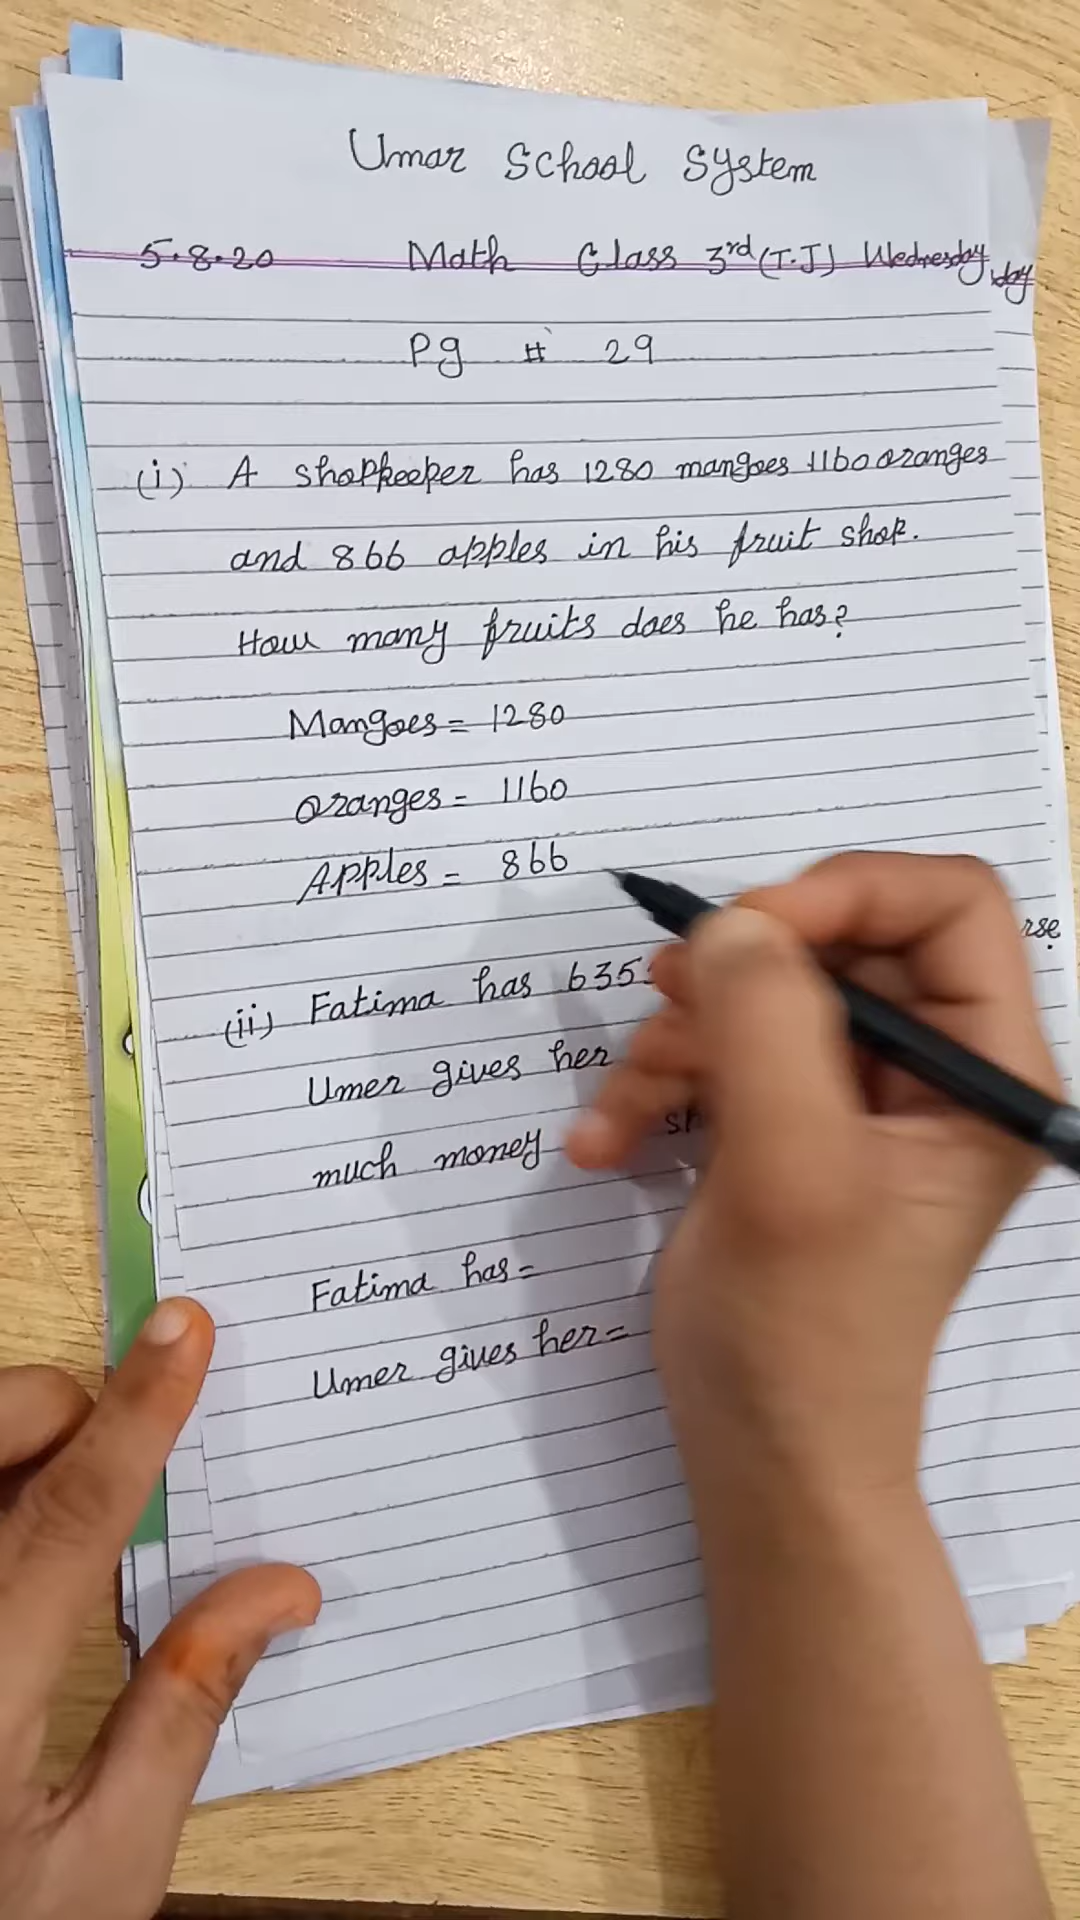 Umar School System
5.8.20 Math Class 3rd (T.J) Wednesday
day
Pg # 29
(i) A shopkeeper has 1280 mangoes 1160 oranges
and 866 apples in his fruit shop.
How many fruits does he has?
Mangoes = 1280
oranges = 1160
Apples = 866
(ii) Fatima has 635
Umer gives her
much money
Fatima has =
Umer gives her =